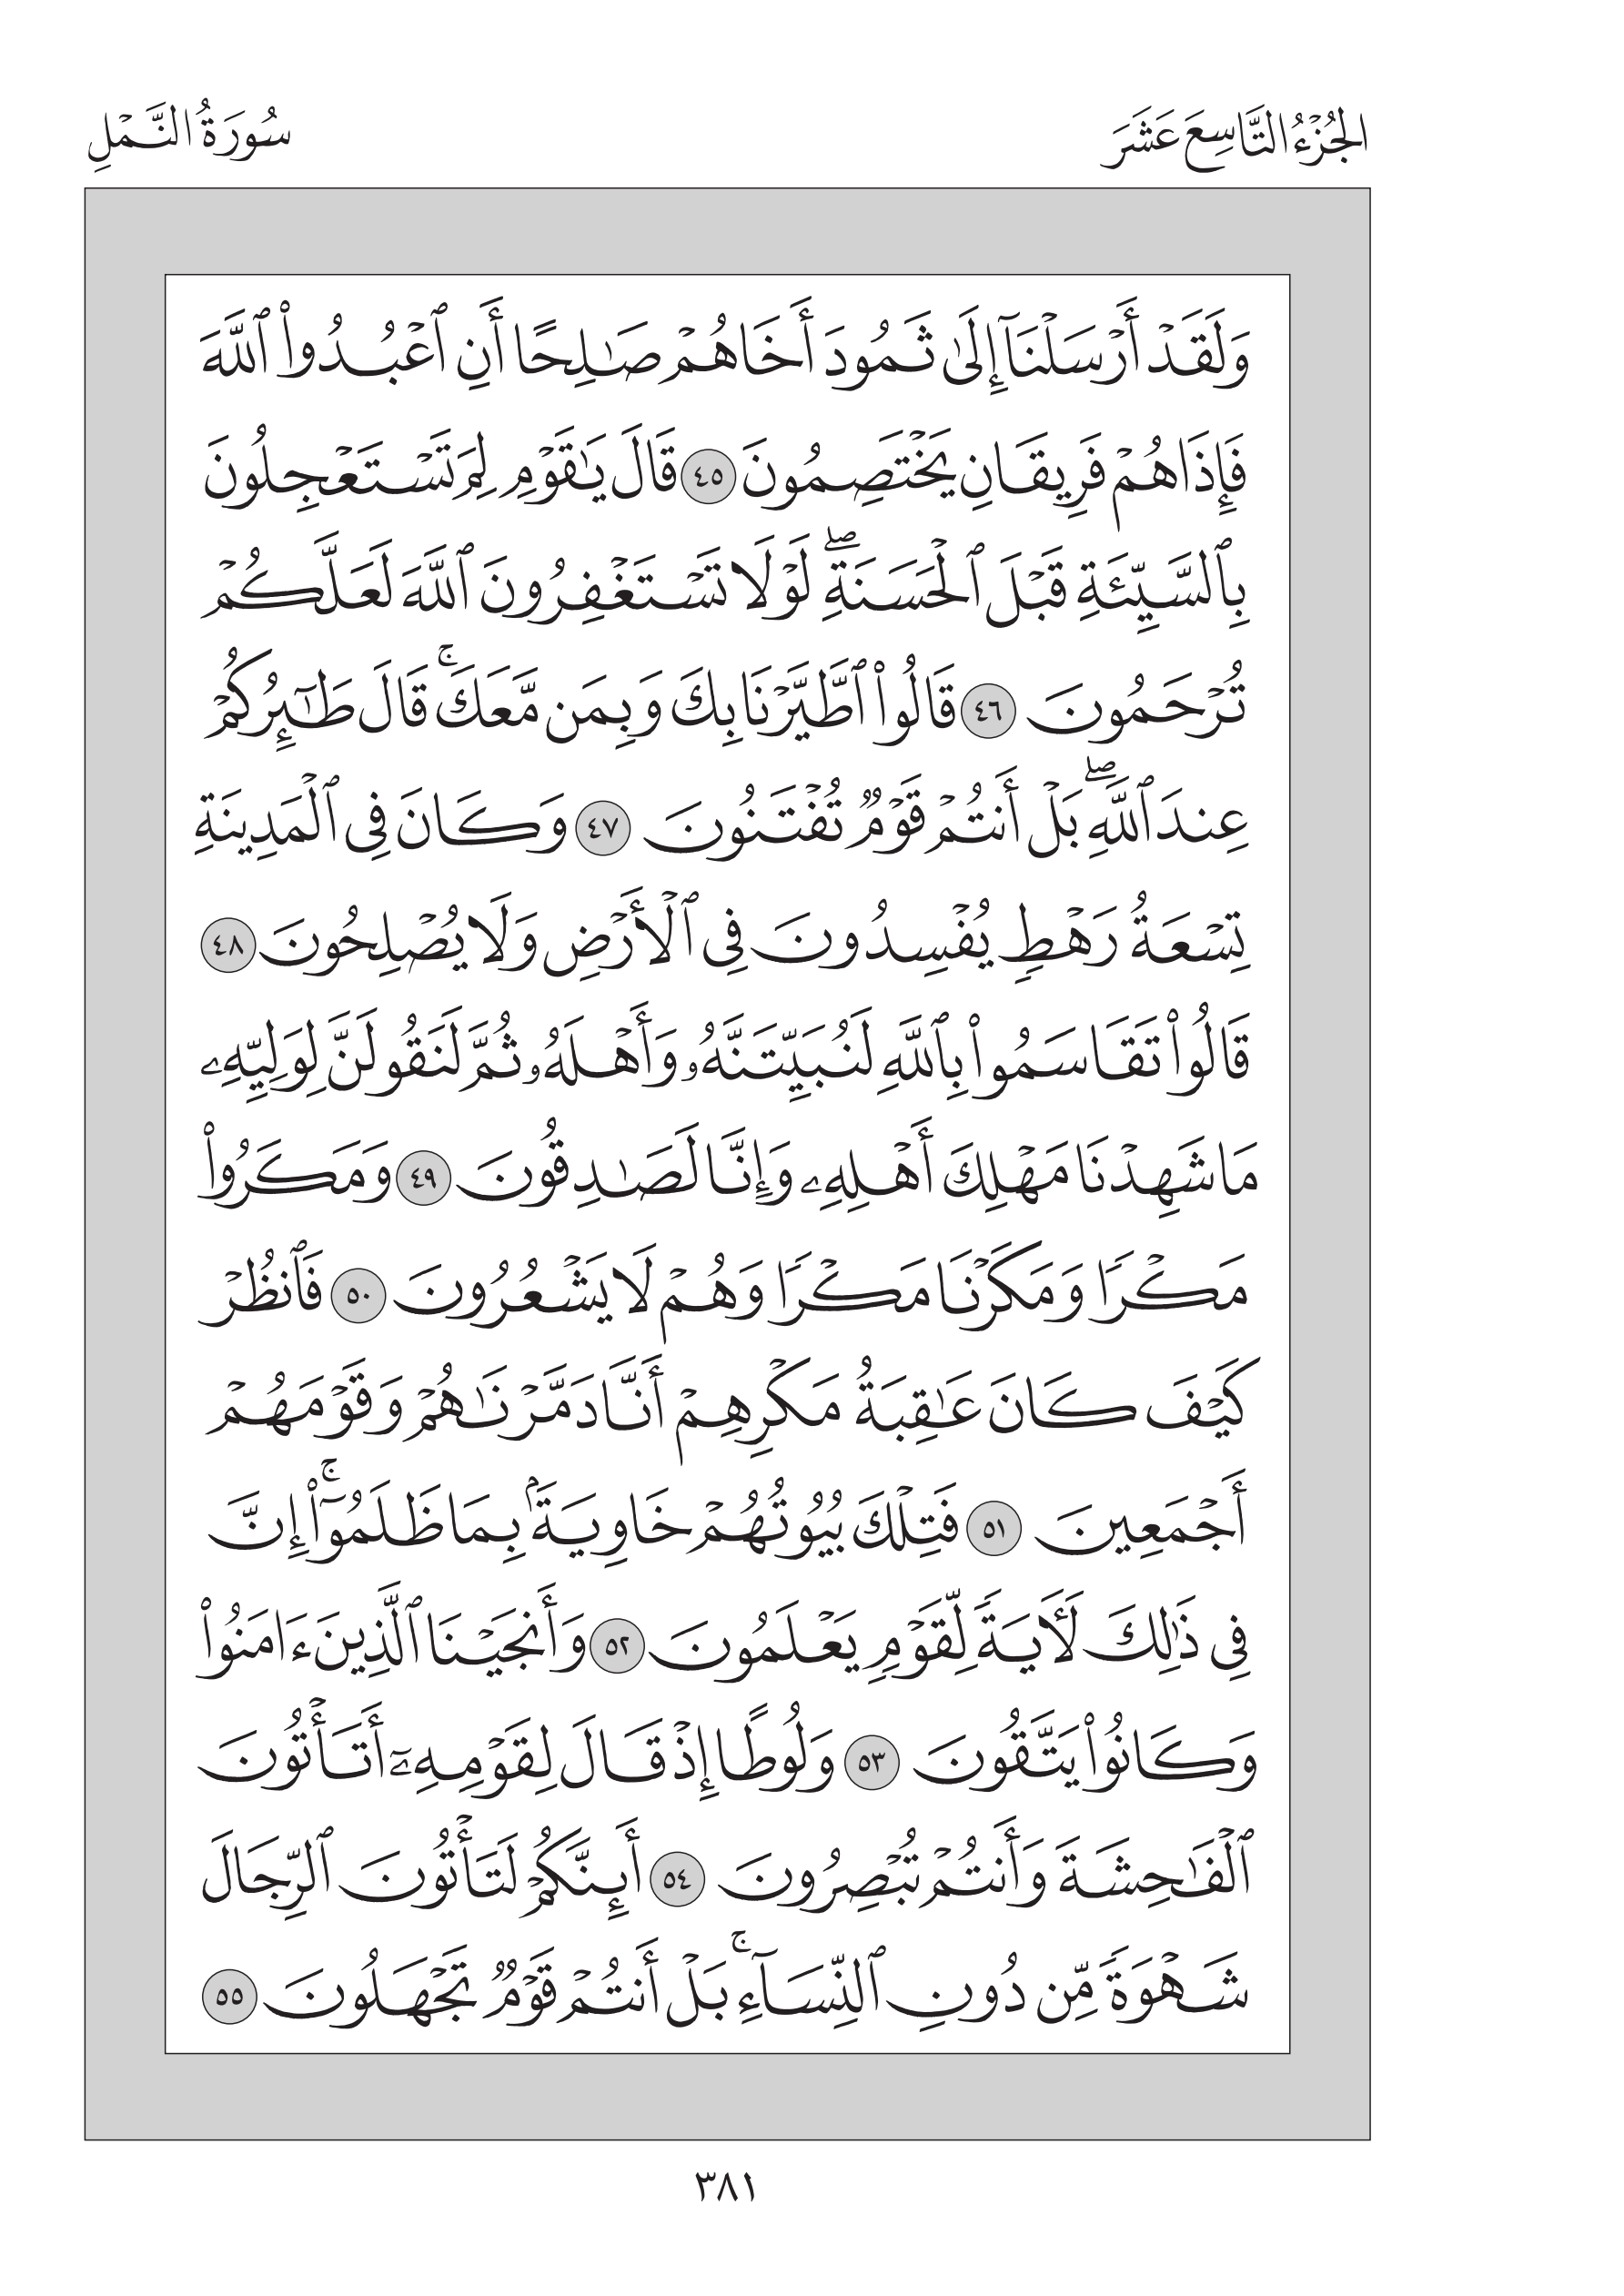 الجُزْءُ التَّاسِعَ عَشَرَ
سُورَةُ النَّمْلِ
وَلَقَدْ أَرْسَلْنَآ إِلَىٰ ثَمُودَ أَخَاهُمْ صَٰلِحًا أَنِ ٱعْبُدُوا۟ ٱللَّهَ
فَإِذَا هُمْ فَرِيقَانِ يَخْتَصِمُونَ ٤٥ قَالَ يَٰقَوْمِ لِمَ تَسْتَعْجِلُونَ
بِٱلسَّيِّئَةِ قَبْلَ ٱلْحَسَنَةِ ۖ لَوْلَا تَسْتَغْفِرُونَ ٱللَّهَ لَعَلَّكُمْ
تُرْحَمُونَ ٤٦ قَالُوا۟ ٱطَّيَّرْنَا بِكَ وَبِمَن مَّعَكَ ۚ قَالَ طَٰٓئِرُكُمْ
عِندَ ٱللَّهِ ۖ بَلْ أَنتُمْ قَوْمٌ تُفْتَنُونَ ٤٧ وَكَانَ فِى ٱلْمَدِينَةِ
تِسْعَةُ رَهْطٍ يُفْسِدُونَ فِى ٱلْأَرْضِ وَلَا يُصْلِحُونَ ٤٨
قَالُوا۟ تَقَاسَمُوا۟ بِٱللَّهِ لَنُبَيِّتَنَّهُۥ وَأَهْلَهُۥ ثُمَّ لَنَقُولَنَّ لِوَلِيِّهِۦ
مَا شَهِدْنَا مَهْلِكَ أَهْلِهِۦ وَإِنَّا لَصَٰدِقُونَ ٤٩ وَمَكَرُوا۟
مَكْرًا وَمَكَرْنَا مَكْرًا وَهُمْ لَا يَشْعُرُونَ ٥٠ فَٱنظُرْ
كَيْفَ كَانَ عَٰقِبَةُ مَكْرِهِمْ أَنَّا دَمَّرْنَٰهُمْ وَقَوْمَهُمْ
أَجْمَعِينَ ٥١ فَتِلْكَ بُيُوتُهُمْ خَاوِيَةًۢ بِمَا ظَلَمُوٓا۟ ۚ إِنَّ
فِى ذَٰلِكَ لَءَايَةً لِّقَوْمٍ يَعْلَمُونَ ٥٢ وَأَنجَيْنَا ٱلَّذِينَ ءَامَنُوا۟
وَكَانُوا۟ يَتَّقُونَ ٥٣ وَلُوطًا إِذْ قَالَ لِقَوْمِهِۦٓ أَتَأْتُونَ
ٱلْفَٰحِشَةَ وَأَنتُمْ تُبْصِرُونَ ٥٤ أَئِنَّكُمْ لَتَأْتُونَ ٱلرِّجَالَ
شَهْوَةً مِّن دُونِ ٱلنِّسَآءِ ۚ بَلْ أَنتُمْ قَوْمٌ تَجْهَلُونَ ٥٥
٣٨١